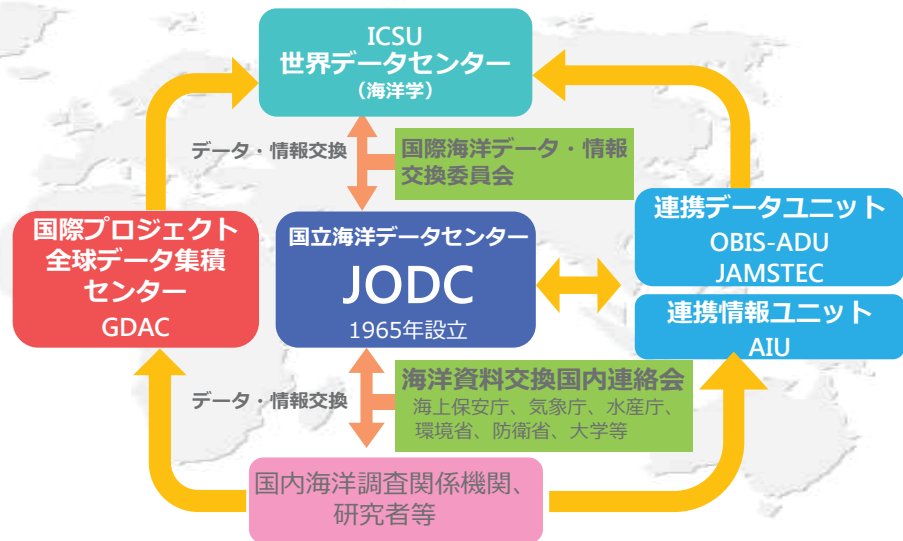 ICSU
世界データセンター
（海洋学）
データ・情報交換
国際海洋データ・情報
交換委員会
国際プロジェクト
全球データ集積
センター
GDAC
国立海洋データセンター
JODC
1965年設立
連携データユニット
OBIS-ADU
JAMSTEC
連携情報ユニット
AIU
データ・情報交換
海洋資料交換国内連絡会
海上保安庁、気象庁、水産庁、
環境省、防衛省、大学等
国内海洋調査関係機関、
研究者等